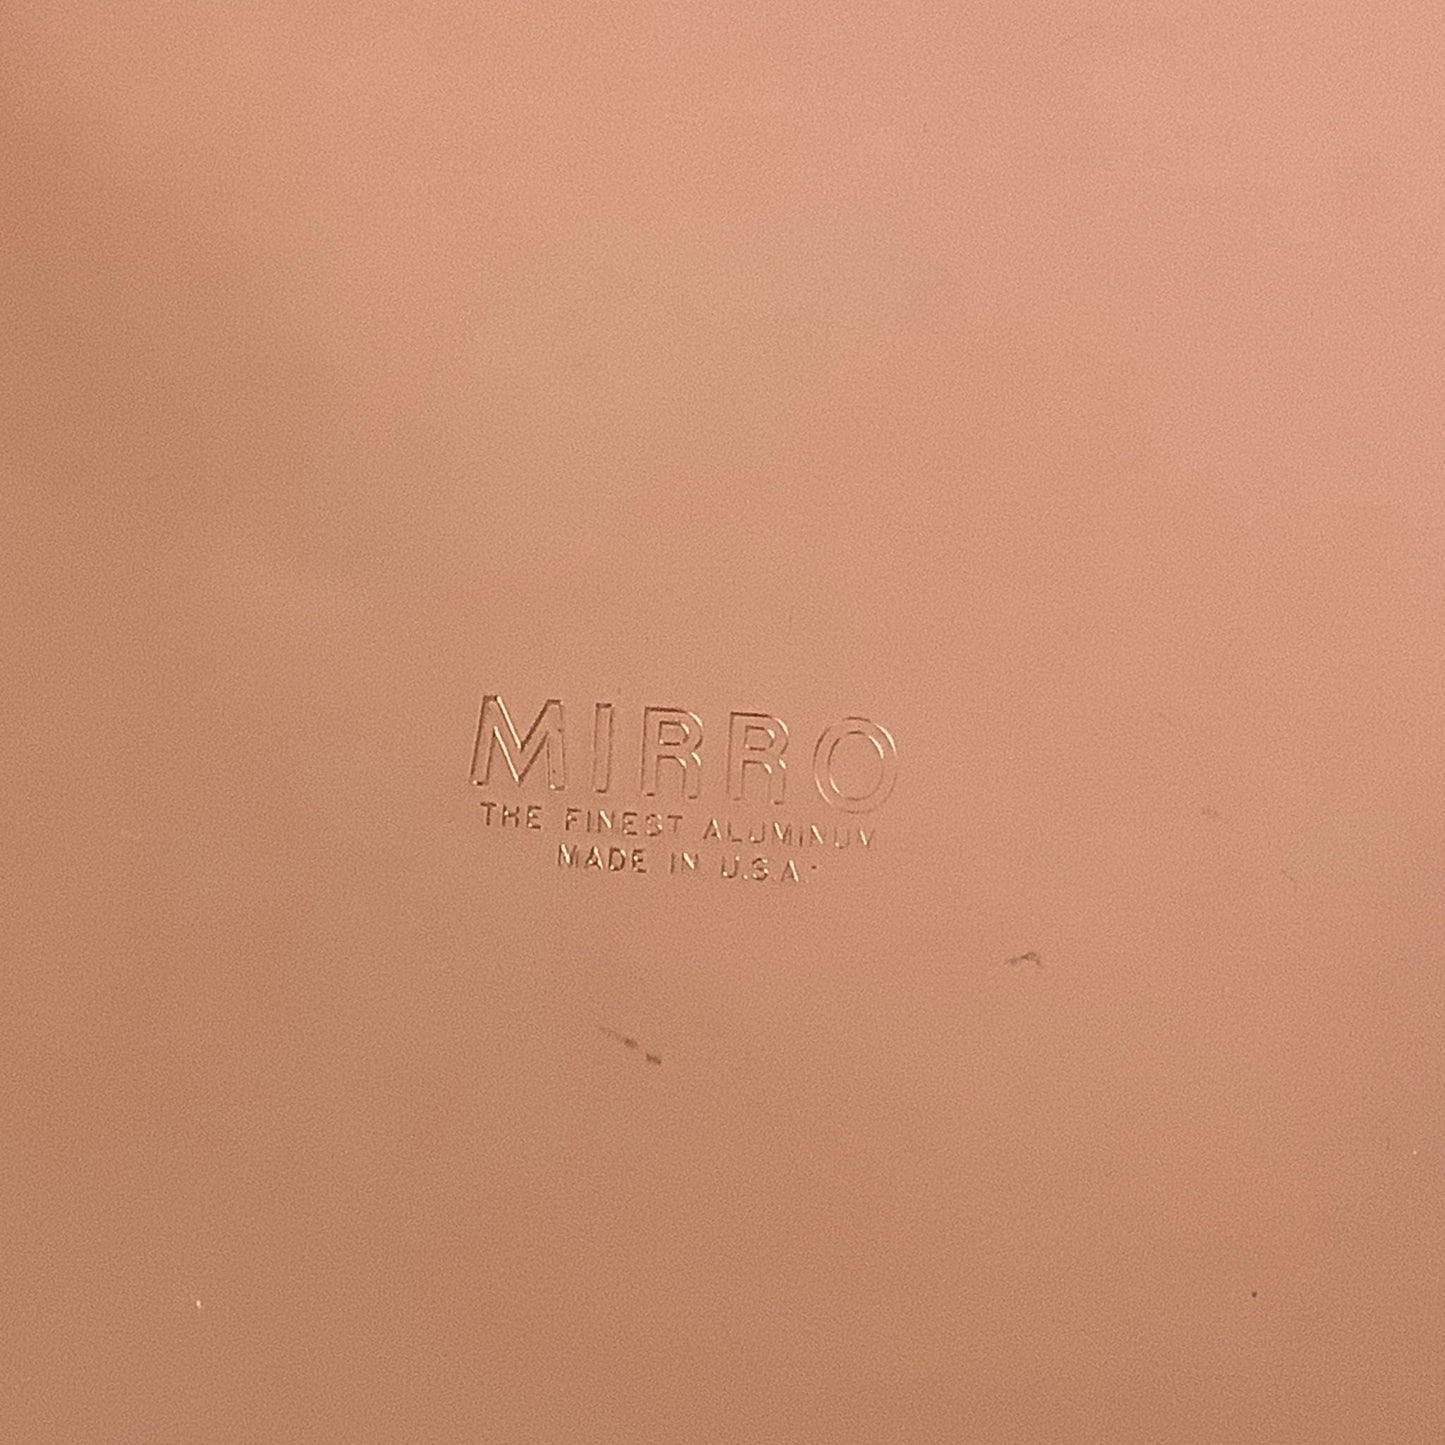 MIRRO
THE FINEST ALUMINUM
MADE IN U.S.A.